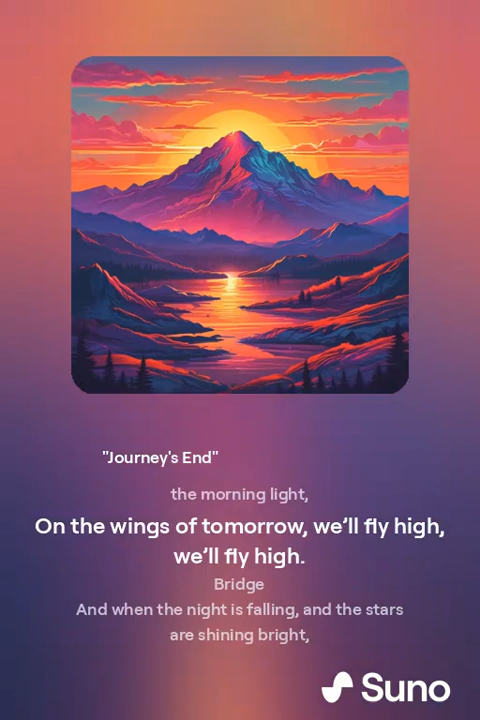 "Journey's End"
the morning light,
On the wings of tomorrow, we’ll fly high,
we’ll fly high.
Bridge
And when the night is falling, and the stars
are shining bright,
Suno